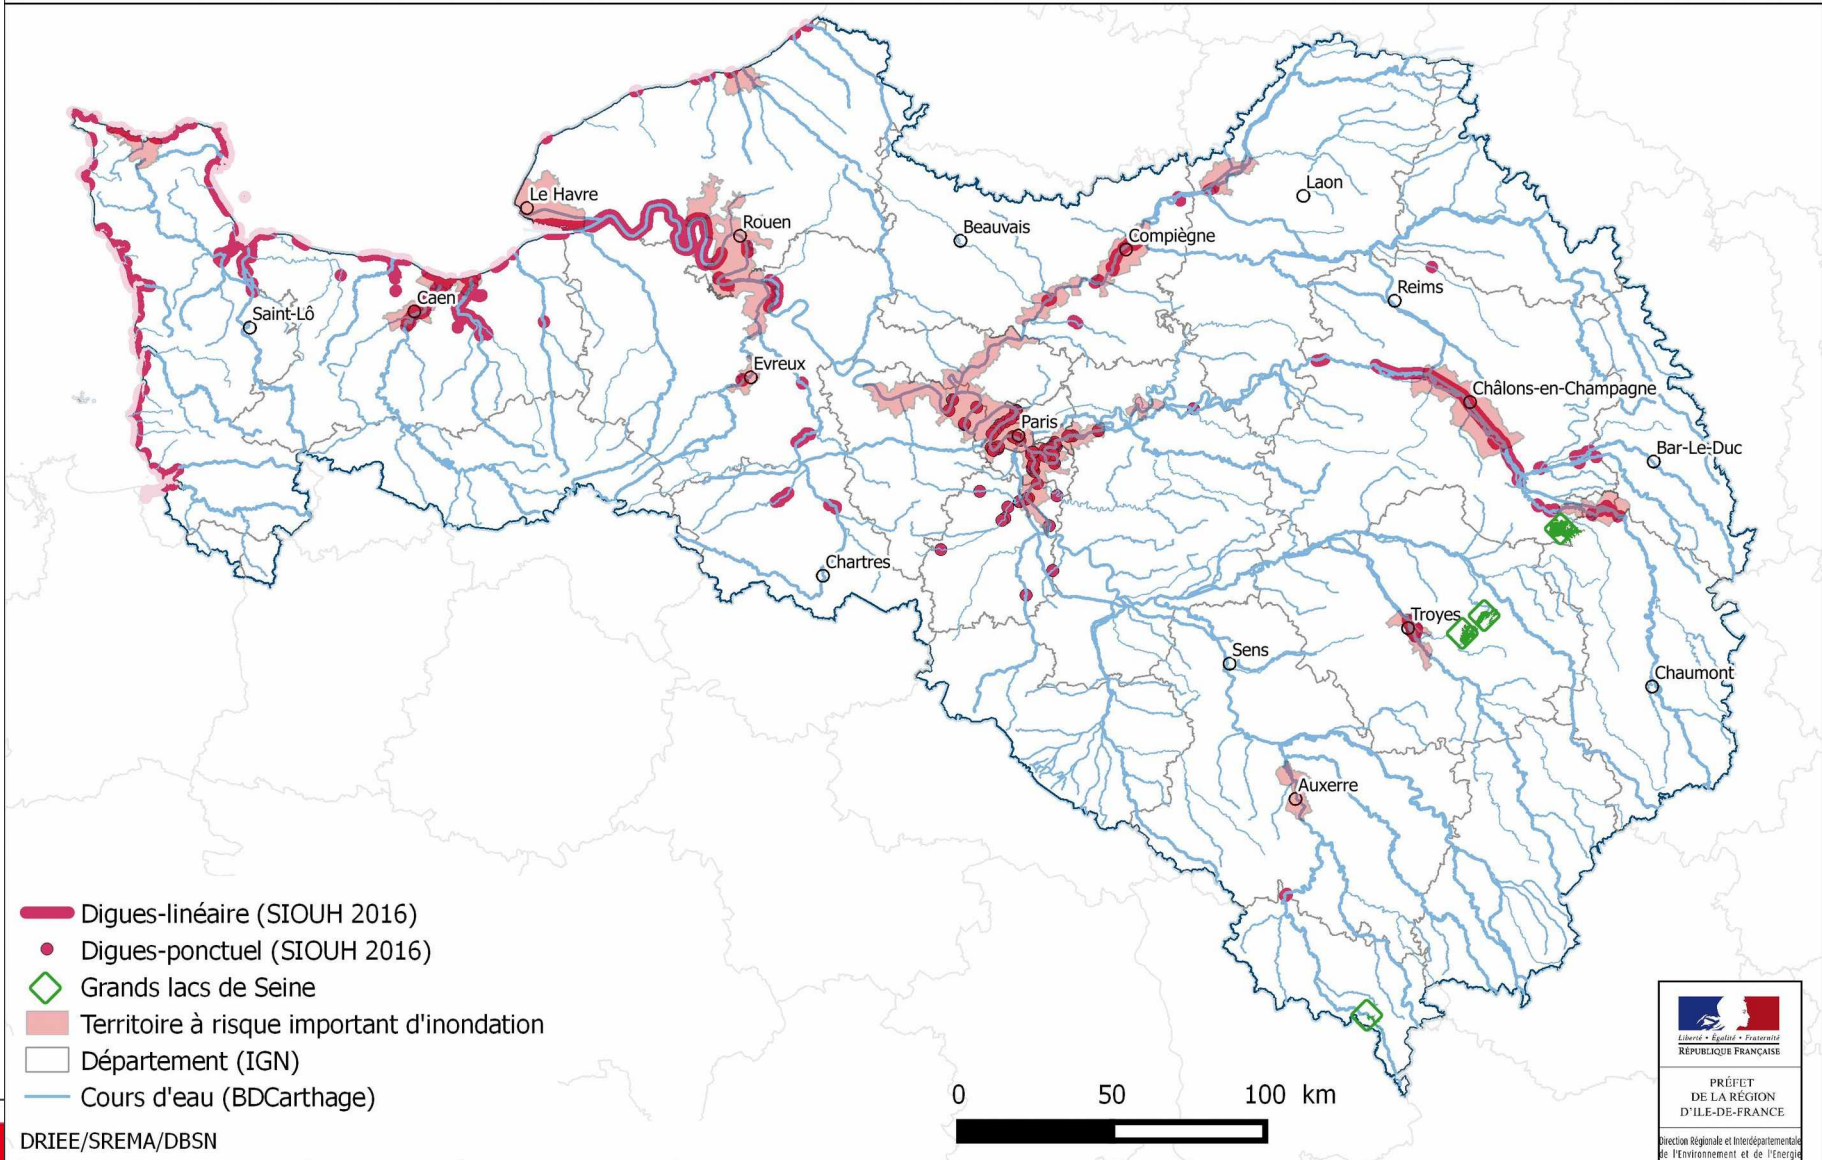 Le Havre
Rouen
Laon
Beauvais
Compiègne
Reims
Caen
Saint-Lô
Evreux
Châlons-en-Champagne
Paris
Bar-Le-Duc
Chartres
Troyes
Sens
Chaumont
Auxerre
Digues-linéaire (SIOUH 2016)
Digues-ponctuel (SIOUH 2016)
Grands lacs de Seine
Territoire à risque important d'inondation
Département (IGN)
Cours d'eau (BDCarthage)
DRIEE/SREMA/DBSN
0 50 100 km
Liberté • Égalité • Fraternité
RÉPUBLIQUE FRANÇAISE
PRÉFET
DE LA RÉGION
D'ILE-DE-FRANCE
Direction Régionale et Interdépartementale
de l'Environnement et de l'Energie